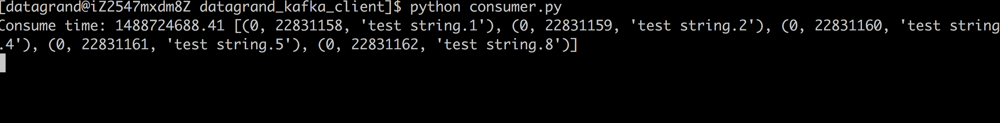 [datagrand@iZ2547mxdm8Z datagrand_kafka_client]$ python consumer.py
Consume time: 1488724688.41 [(0, 22831158, 'test string.1'), (0, 22831159, 'test string.2'), (0, 22831160, 'test string
.4'), (0, 22831161, 'test string.5'), (0, 22831162, 'test string.8')]